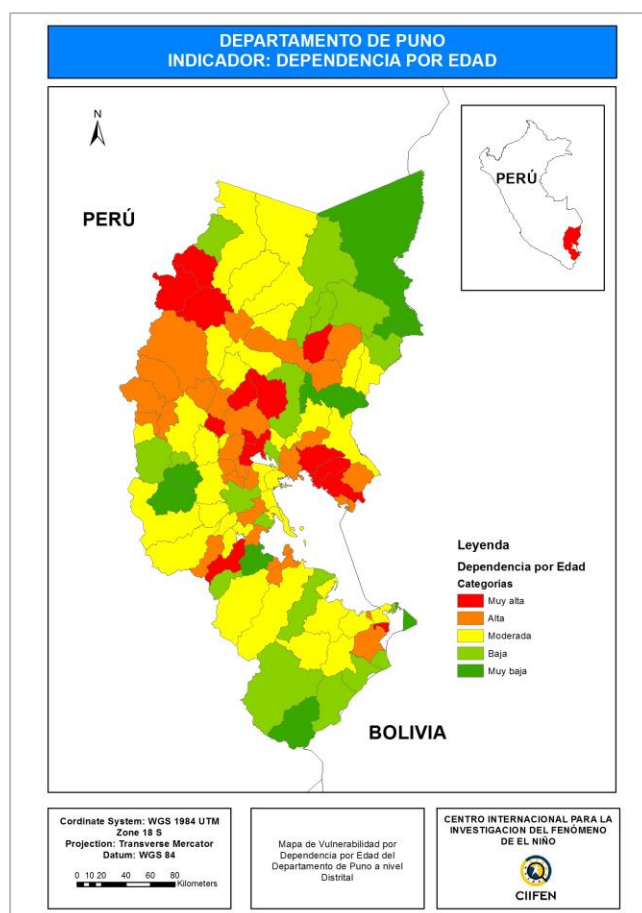 DEPARTAMENTO DE PUNO
INDICADOR: DEPENDENCIA POR EDAD
N
PERÚ
PERÚ
BOLIVIA
Leyenda
Dependencia por Edad
Categorias
Muy alta
Alta
Moderada
Baja
Muy baja
Cordinate System: WGS 1984 UTM
Zone 18 S
Projection: Transverse Mercator
Datum: WGS 84
0 10 20 40 60 80
Kilometers
Mapa de Vulnerabilidad por
Dependencia por Edad del
Departamento de Puno a nivel
Distrital
CENTRO INTERNACIONAL PARA LA
INVESTIGACION DEL FENÓMENO
DE EL NIÑO
CIIFEN